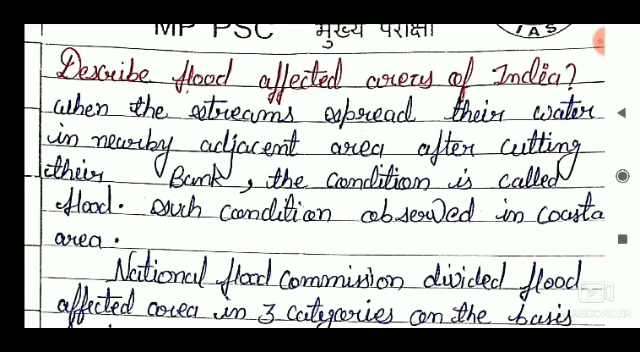 MP PSC मुख्य परीक्षा
IAS
Describe flood affected areas of India?
when the streams spread their water
in nearby adjacent area after cutting
their Bank, the condition is called
flood. Such condition observed in coasta
area.
National flood Commission divided flood
affected area in 3 categories on the basis
RECORDER